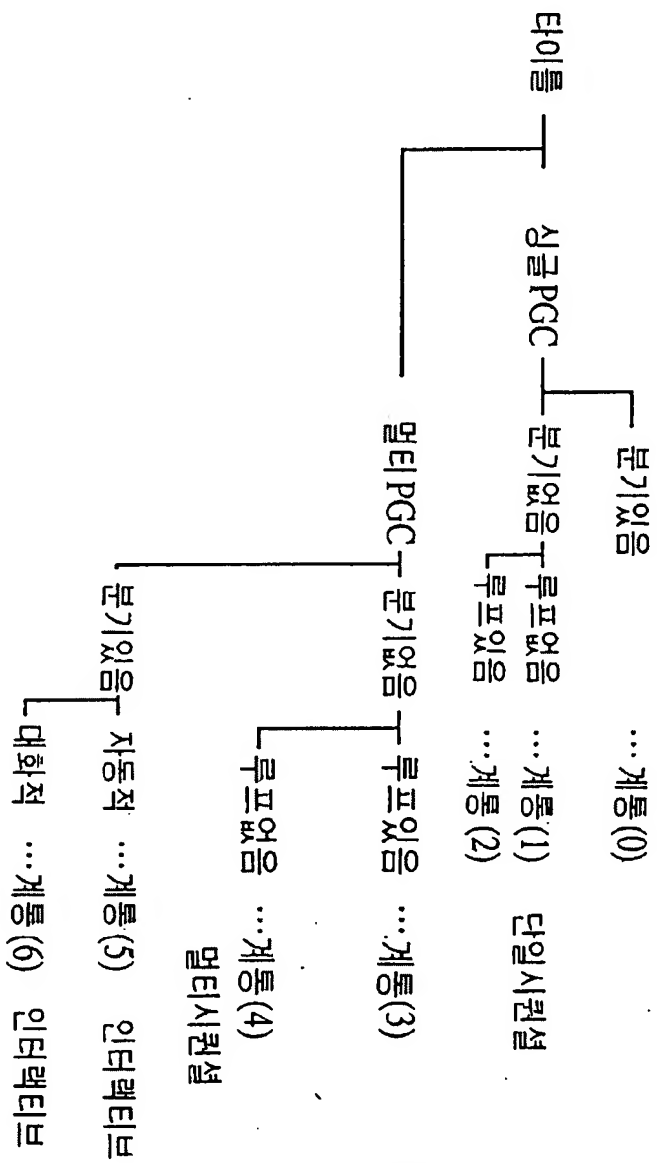 분기있음 …계통(0)
타이틀 싱글PGC 분기없음 루프없음 …계통(1) 단일시퀀셜
루프있음 …계통(2)
멀티PGC 분기없음 루프있음 …계통(3)
루프없음 …계통(4)
멀티시퀀셜
분기있음 자동적 …계통(5) 인터랙티브
대화적 …계통(6) 인터랙티브